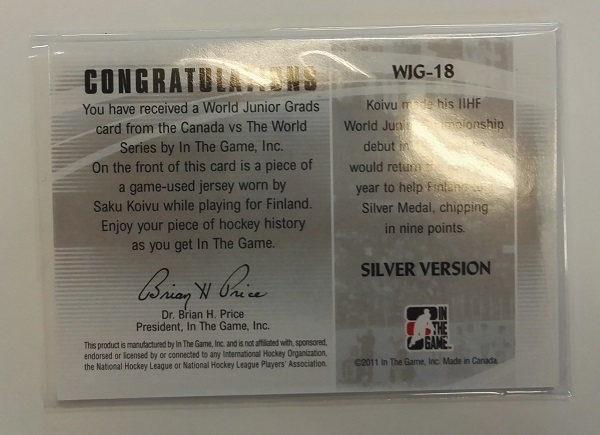 CONGRATULATIONS
You have received a World Junior Grads
card from the Canada vs The World
Series by In The Game, Inc.
On the front of this card is a piece of
a game-used jersey worn by
Saku Koivu while playing for Finland.
Enjoy your piece of hockey history
as you get In The Game.
Brian H Price
Dr. Brian H. Price
President, In The Game, Inc.
This product is manufactured by In The Game, Inc. and is not affiliated with, sponsored,
endorsed or licensed by or connected to any International Hockey Organization,
the National Hockey League or National Hockey League Players' Association.
WJG-18
Koivu made his IIHF
World Junior Championship
debut in
would return
year to help Finland
Silver Medal, chipping
in nine points.
SILVER VERSION
IN
THE
GAME
©2011 In The Game, Inc. Made in Canada.